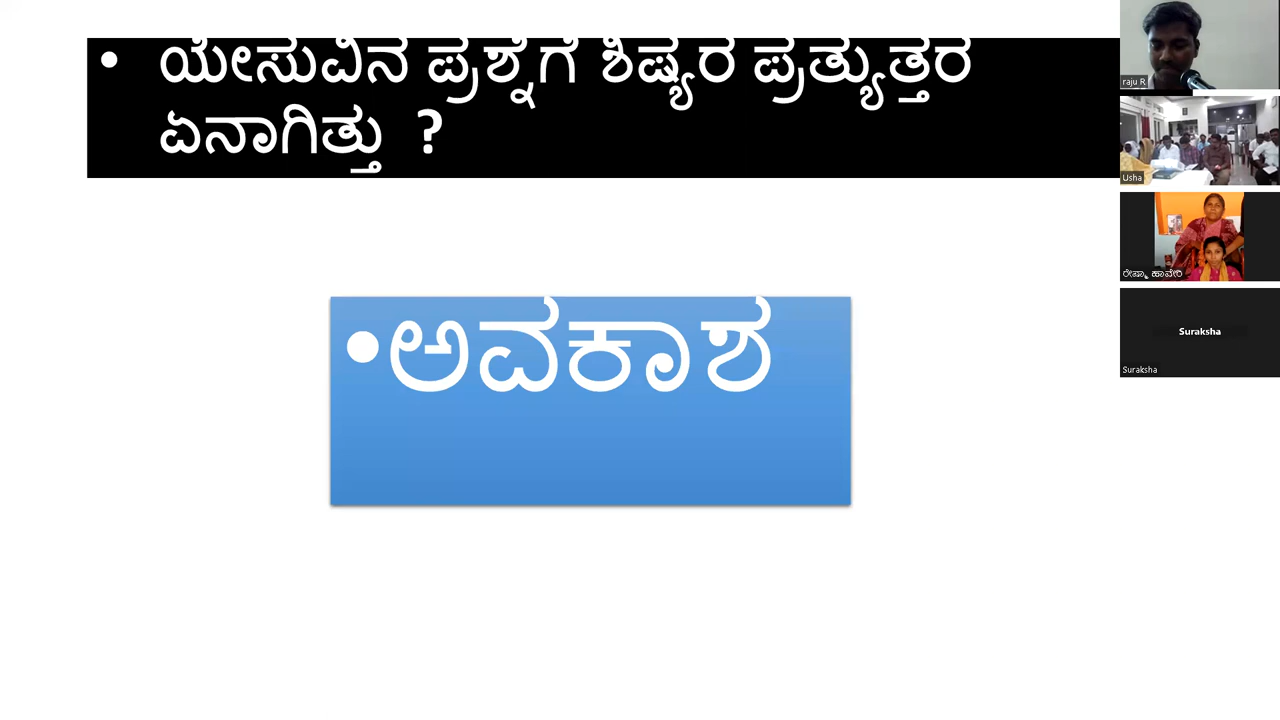 • ಯೇಸುವಿನ ಪ್ರಶ್ನೆಗೆ ಶಿಷ್ಯರ ಪ್ರತ್ಯುತ್ತರ
ಏನಾಗಿತ್ತು ?
•ಅವಕಾಶ
raju R
Usha
ರೇಷ್ಮಾ ಹಾವೇರಿ
Suraksha
Suraksha